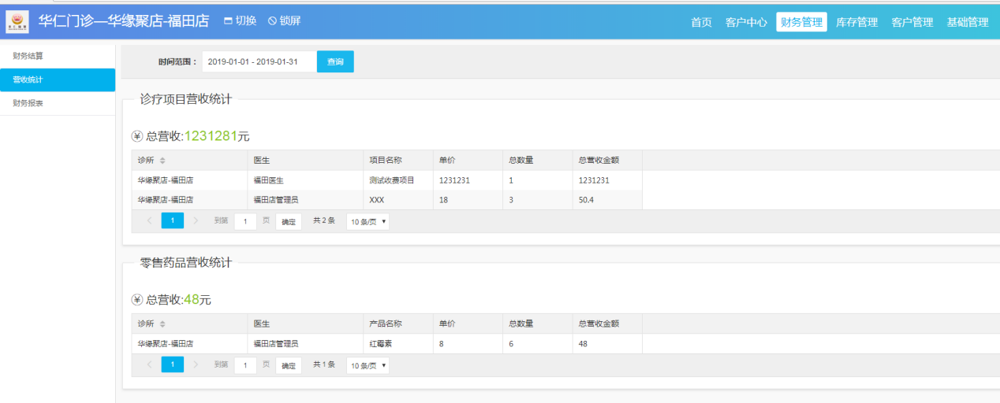 华仁门诊—华缘聚店-福田店 切换 锁屏 首页 客户中心 财务管理 库存管理 客户管理 基础管理
财务结算
营收统计
财务报表
时间范围： 2019-01-01 - 2019-01-31 查询
诊疗项目营收统计
总营收:1231281元
诊所 医生 项目名称 单价 总数量 总营收金额
华缘聚店-福田店 福田医生 测试收费项目 1231231 1 1231231
华缘聚店-福田店 福田店管理员 XXX 18 3 50.4
1 到第 1 页 确定 共 2 条 10 条/页
零售药品营收统计
总营收:48元
诊所 医生 产品名称 单价 总数量 总营收金额
华缘聚店-福田店 福田店管理员 红霉素 8 6 48
1 到第 1 页 确定 共 1 条 10 条/页